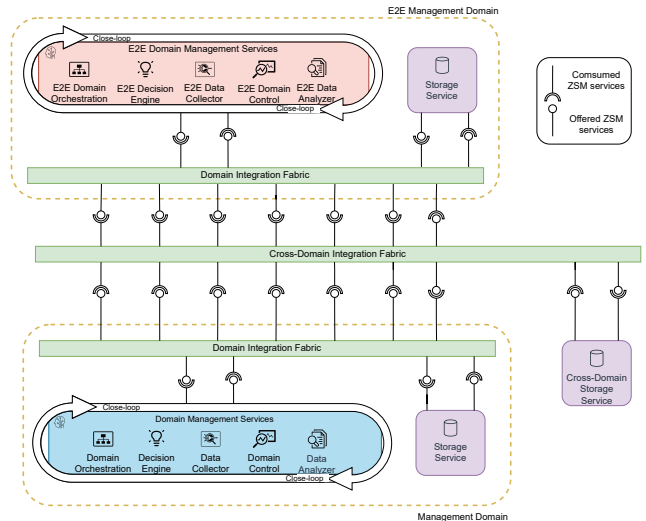 E2E Management Domain
Close-loop
E2E Domain Management Services
E2E Domain
Orchestration
E2E Decision
Engine
E2E Data
Collector
E2E Domain
Control
E2E Data
Analyzer
Close-loop
Storage
Service
Comsumed
ZSM services
Offered ZSM
services
Domain Integration Fabric
Cross-Domain Integration Fabric
Domain Integration Fabric
Cross-Domain
Storage
Service
Close-loop
Domain Management Services
Domain
Orchestration
Decision
Engine
Data
Collector
Domain
Control
Data
Analyzer
Close-loop
Storage
Service
Management Domain